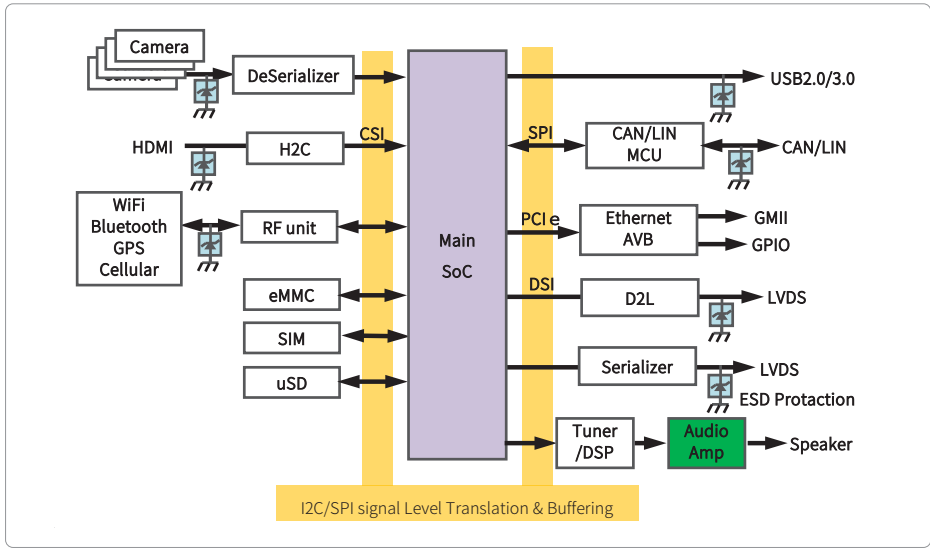 Camera
Camera
DeSerializer
HDMI
H2C
CSI
WiFi
Bluetooth
GPS
Cellular
RF unit
eMMC
SIM
uSD
Main
SoC
USB2.0/3.0
SPI
CAN/LIN
MCU
CAN/LIN
PCI e
Ethernet
AVB
GMII
GPIO
DSI
D2L
LVDS
Serializer
LVDS
ESD Protaction
Tuner
/DSP
Audio
Amp
Speaker
I2C/SPI signal Level Translation & Buffering